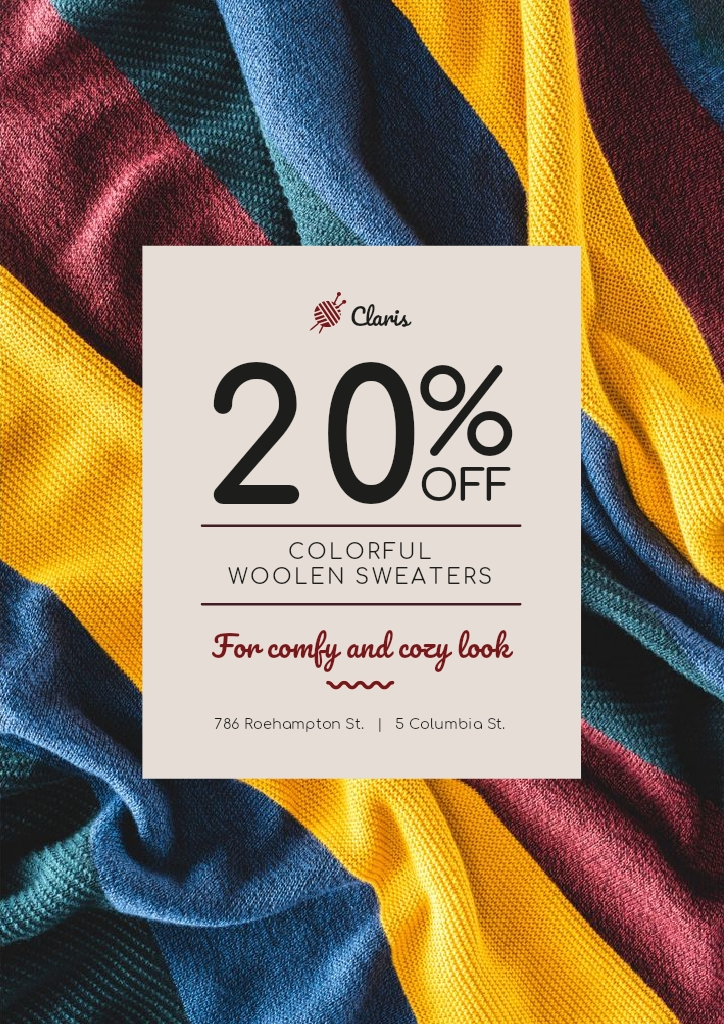 Claris
20%
OFF
COLORFUL
WOOLEN SWEATERS
For comfy and cozy look
786 Roehampton St. | 5 Columbia St.